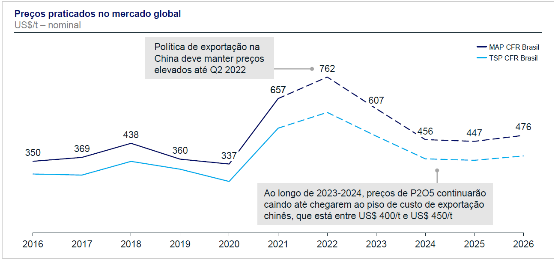 Preços praticados no mercado global
US$/t – nominal
Política de exportação na
China deve manter preços
elevados até Q2 2022
MAP CFR Brasil
TSP CFR Brasil
350
369
438
360
337
657
762
607
456
447
476
Ao longo de 2023-2024, preços de P2O5 continuarão
caindo até chegarem ao piso de custo de exportação
chinês, que está entre US$ 400/t e US$ 450/t
2016 2017 2018 2019 2020 2021 2022 2023 2024 2025 2026